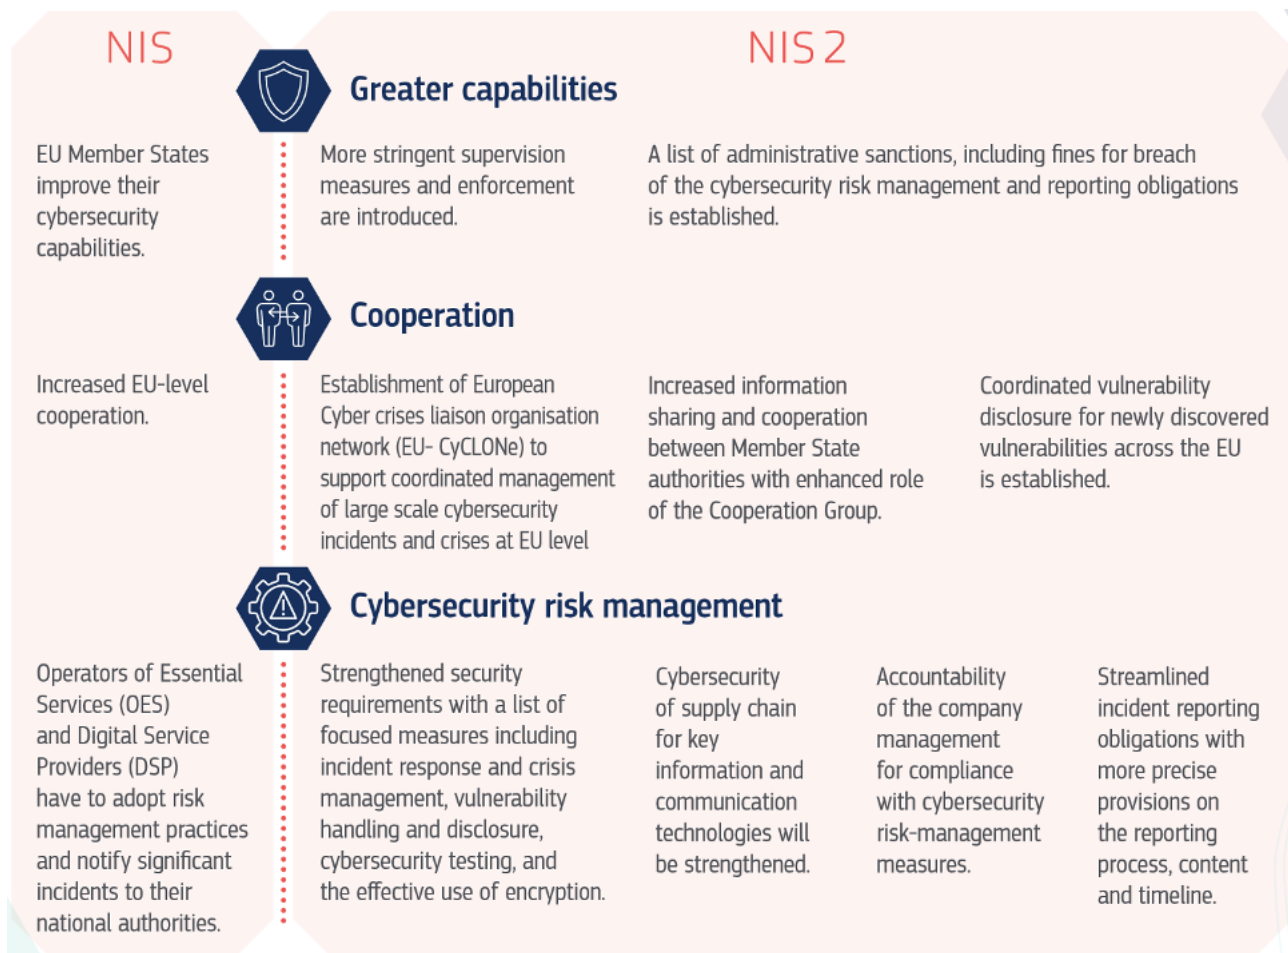 NIS
NIS 2
Greater capabilities
EU Member States
improve their
cybersecurity
capabilities.
More stringent supervision
measures and enforcement
are introduced.
A list of administrative sanctions, including fines for breach
of the cybersecurity risk management and reporting obligations
is established.
Cooperation
Increased EU-level
cooperation.
Establishment of European
Cyber crises liaison organisation
network (EU- CyCLONe) to
support coordinated management
of large scale cybersecurity
incidents and crises at EU level
Increased information
sharing and cooperation
between Member State
authorities with enhanced role
of the Cooperation Group.
Coordinated vulnerability
disclosure for newly discovered
vulnerabilities across the EU
is established.
Cybersecurity risk management
Operators of Essential
Services (OES)
and Digital Service
Providers (DSP)
have to adopt risk
management practices
and notify significant
incidents to their
national authorities.
Strengthened security
requirements with a list of
focused measures including
incident response and crisis
management, vulnerability
handling and disclosure,
cybersecurity testing, and
the effective use of encryption.
Cybersecurity
of supply chain
for key
information and
communication
technologies will
be strengthened.
Accountability
of the company
management
for compliance
with cybersecurity
risk-management
measures.
Streamlined
incident reporting
obligations with
more precise
provisions on
the reporting
process, content
and timeline.